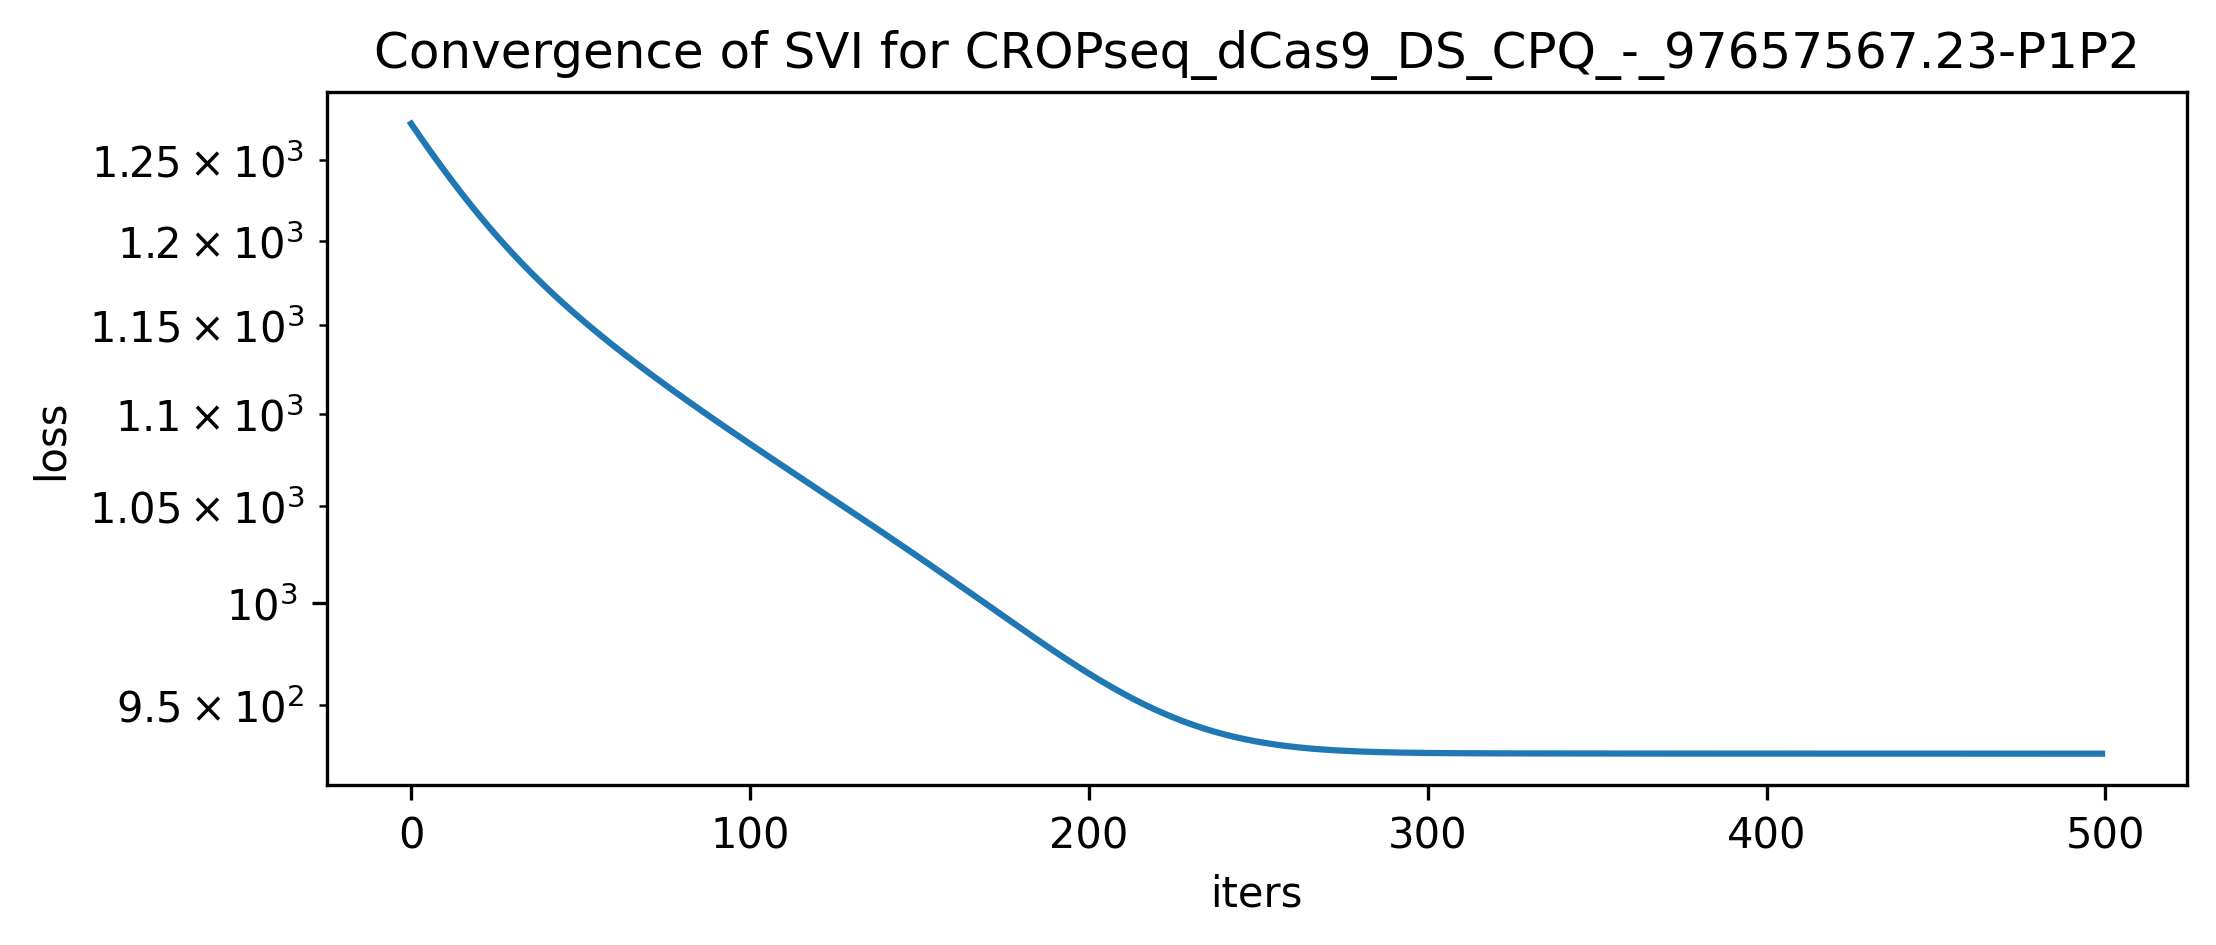 Convergence of SVI for CROPseq_dCas9_DS_CPQ_-_97657567.23-P1P2
1.25 × 10³
1.2 × 10³
1.15 × 10³
1.1 × 10³
1.05 × 10³
10³
9.5 × 10²
loss
0 100 200 300 400 500
iters